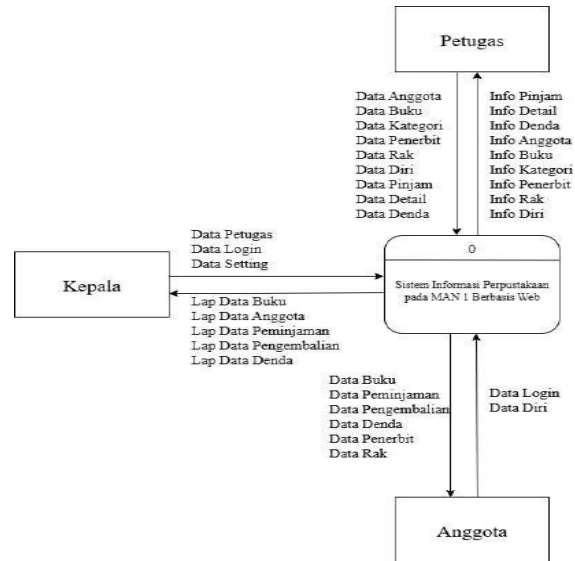 Petugas
Data Anggota
Data Buku
Data Kategori
Data Penerbit
Data Rak
Data Diri
Data Pinjam
Data Detail
Data Denda
Info Pinjam
Info Detail
Info Denda
Info Anggota
Info Buku
Info Kategori
Info Penerbit
Info Rak
Info Diri
Kepala
Data Petugas
Data Login
Data Setting
Lap Data Buku
Lap Data Anggota
Lap Data Peminjaman
Lap Data Pengembalian
Lap Data Denda
0
Sistem Informasi Perpustakaan
pada MAN 1 Berbasis Web
Data Buku
Data Peminjaman
Data Pengembalian
Data Denda
Data Penerbit
Data Rak
Data Login
Data Diri
Anggota